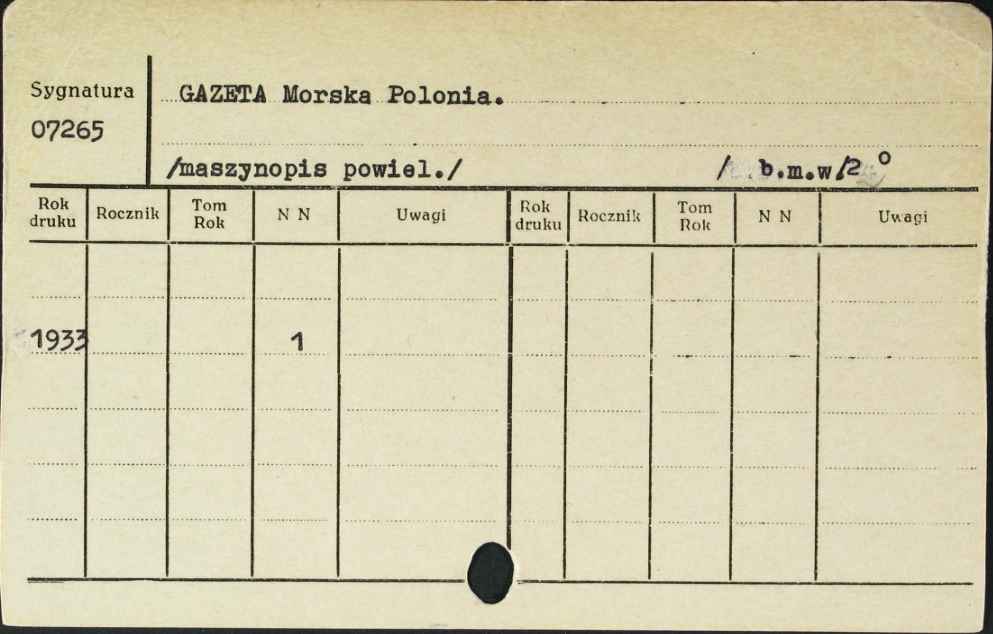 Sygnatura
GAZETA Morska Polonia.
07265
/maszynopis powiel./ / b.m.w/2°
Rok druku Rocznik Tom Rok N N Uwagi Rok druku Rocznik Tom Rok N N Uwagi
1933 1